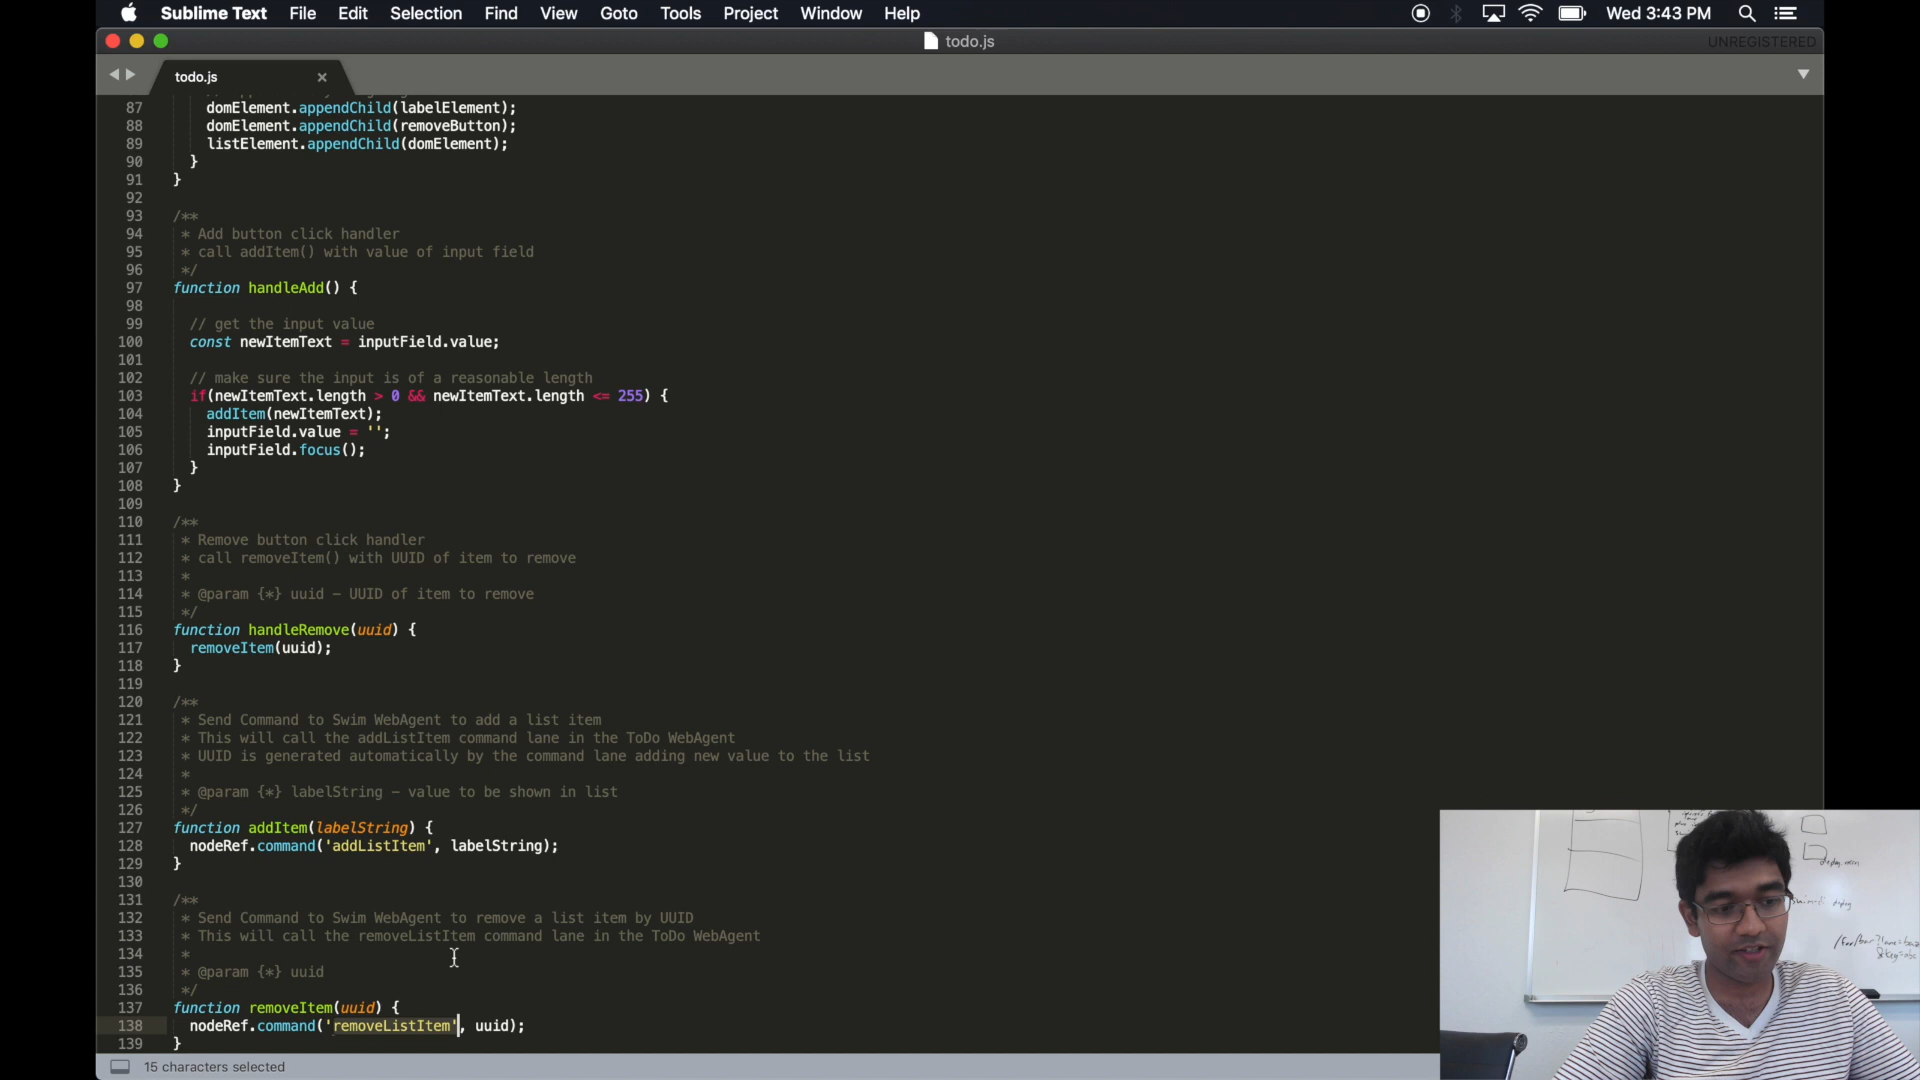 Sublime Text File Edit Selection Find View Goto Tools Project Window Help Wed 3:43 PM
todo.js UNREGISTERED
todo.js ×
87 domElement.appendChild(labelElement);
88 domElement.appendChild(removeButton);
89 listElement.appendChild(domElement);
90 }
91 }
92
93 /**
94 * Add button click handler
95 * call addItem() with value of input field
96 */
97 function handleAdd() {
98
99 // get the input value
100 const newItemText = inputField.value;
101
102 // make sure the input is of a reasonable length
103 if(newItemText.length > 0 && newItemText.length <= 255) {
104 addItem(newItemText);
105 inputField.value = '';
106 inputField.focus();
107 }
108 }
109
110 /**
111 * Remove button click handler
112 * call removeItem() with UUID of item to remove
113 *
114 * @param {*} uuid - UUID of item to remove
115 */
116 function handleRemove(uuid) {
117 removeItem(uuid);
118 }
119
120 /**
121 * Send Command to Swim WebAgent to add a list item
122 * This will call the addListItem command lane in the ToDo WebAgent
123 * UUID is generated automatically by the command lane adding new value to the list
124 *
125 * @param {*} labelString - value to be shown in list
126 */
127 function addItem(labelString) {
128 nodeRef.command('addListItem', labelString);
129 }
130
131 /**
132 * Send Command to Swim WebAgent to remove a list item by UUID
133 * This will call the removeListItem command lane in the ToDo WebAgent
134 *
135 * @param {*} uuid
136 */
137 function removeItem(uuid) {
138 nodeRef.command('removeListItem', uuid);
139 }
15 characters selected